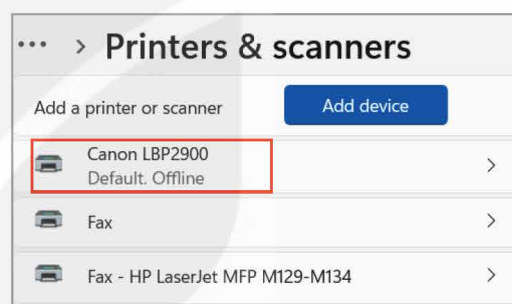 ... > Printers & scanners
Add a printer or scanner Add device
Canon LBP2900
Default. Offline
Fax
Fax - HP LaserJet MFP M129-M134